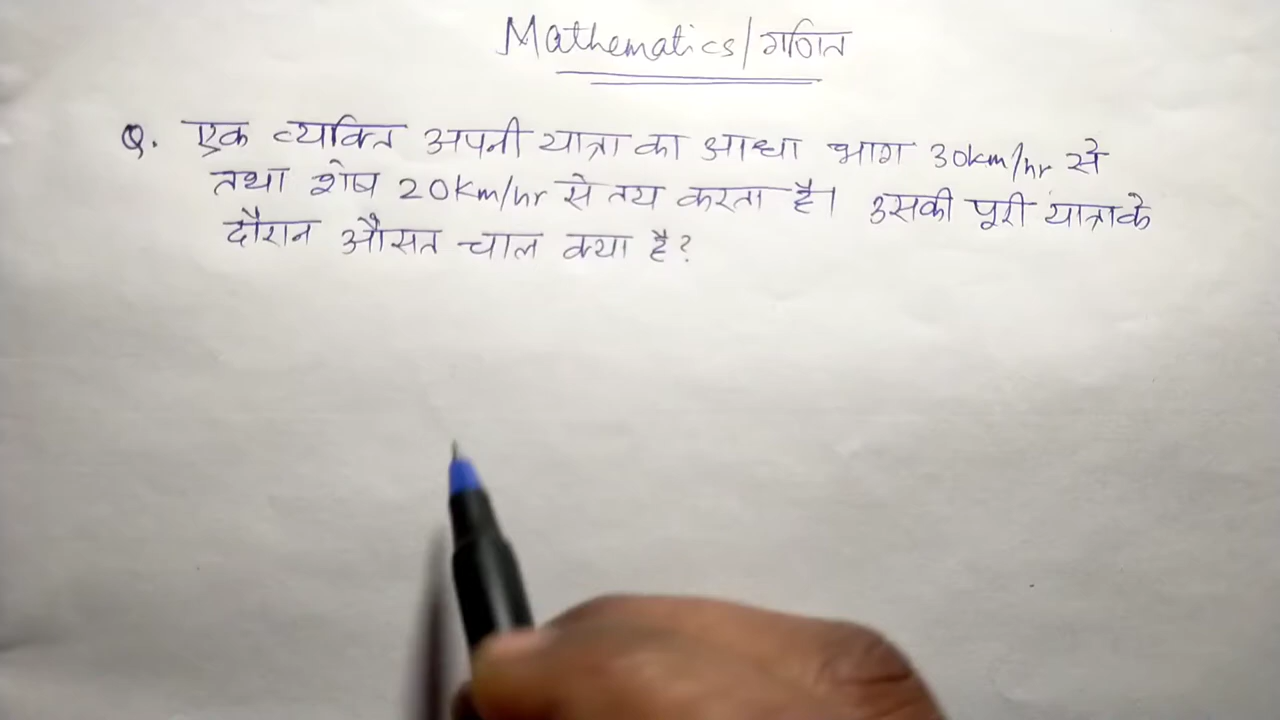 Mathematics/गणित
Q. एक व्यक्ति अपनी यात्रा का आधा भाग 30km/hr से
तथा शेष 20km/hr से तय करता है। उसकी पूरी यात्रा के
दौरान औसत चाल क्या है?